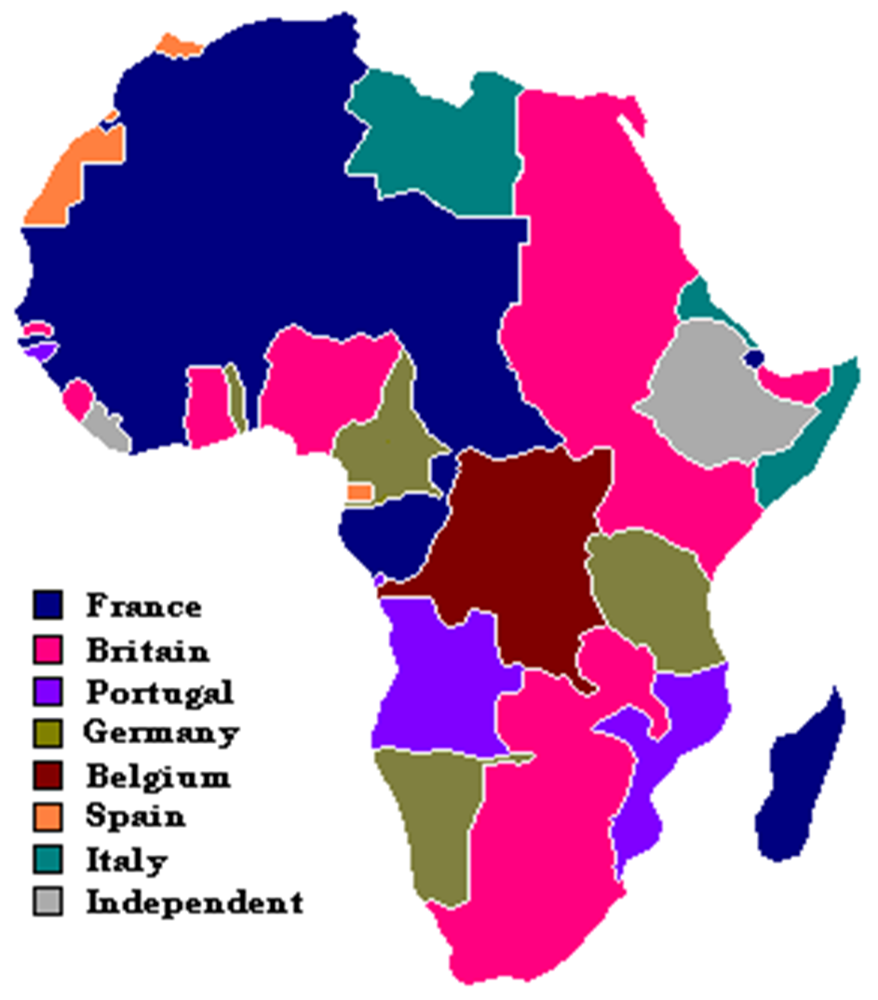 France
Britain
Portugal
Germany
Belgium
Spain
Italy
Independent